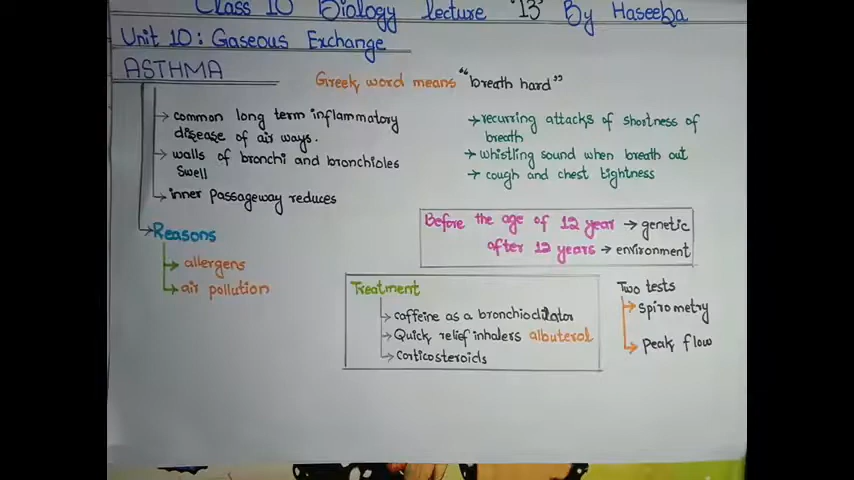 Class 10 Biology lecture "13" By Haseeba
Unit 10: Gaseous Exchange
ASTHMA
Greek word means "breath hard"
common long term inflammatory
disease of air ways.
walls of bronchi and bronchioles
swell
inner passageway reduces
recurring attacks of shortness of
breath
whistling sound when breath out
cough and chest tightness
Reasons
allergens
air pollution
Before the age of 12 year → genetic
after 12 years → environment
Treatment
caffeine as a bronchiodilator
Quick relief inhalers albuterol
corticosteroids
Two tests
spirometry
peak flow